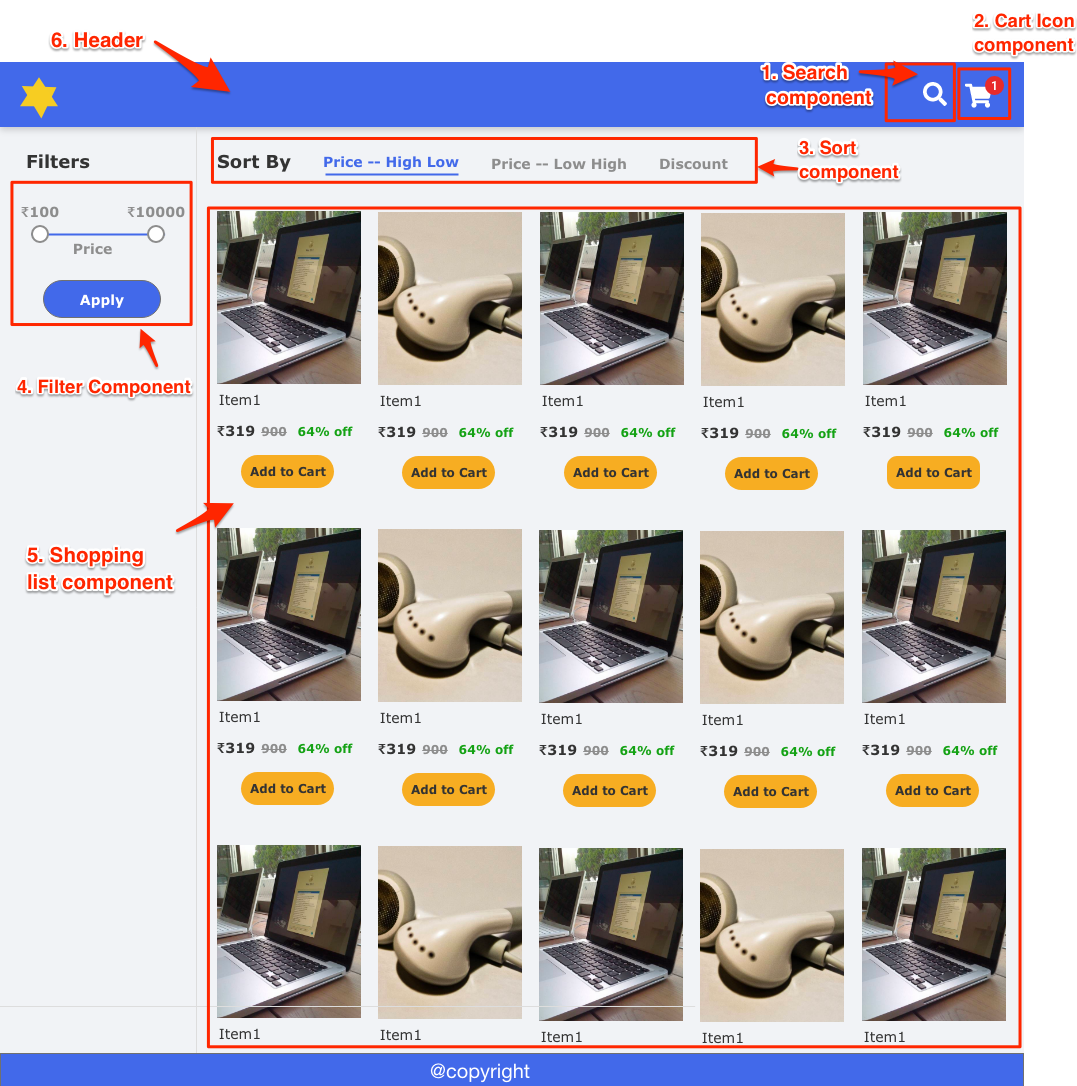 6. Header
2. Cart Icon
component
1. Search
component
1
Filters
Sort By Price -- High Low Price -- Low High Discount
3. Sort
component
₹100 ₹10000
Price
Apply
4. Filter Component
Item1 Item1 Item1 Item1 Item1
₹319 900 64% off ₹319 900 64% off ₹319 900 64% off ₹319 900 64% off ₹319 900 64% off
Add to Cart Add to Cart Add to Cart Add to Cart Add to Cart
5. Shopping
list component
Item1 Item1 Item1 Item1 Item1
₹319 900 64% off ₹319 900 64% off ₹319 900 64% off ₹319 900 64% off ₹319 900 64% off
Add to Cart Add to Cart Add to Cart Add to Cart Add to Cart
Item1 Item1 Item1 Item1 Item1
@copyright